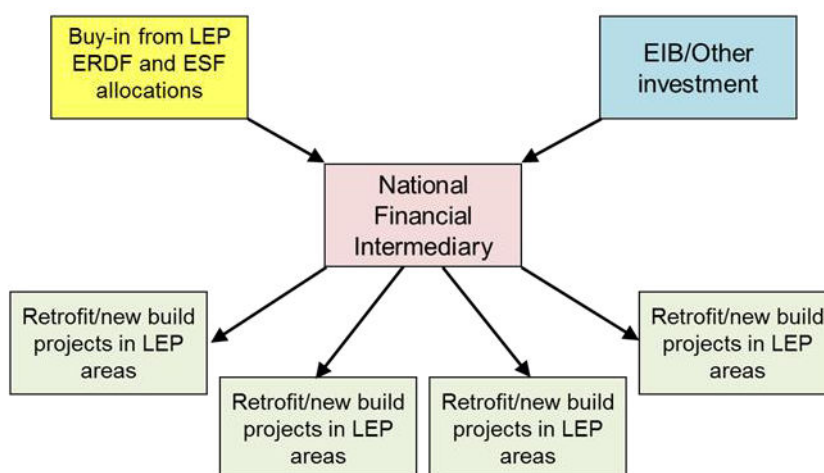 Buy-in from LEP
ERDF and ESF
allocations
EIB/Other
investment
National
Financial
Intermediary
Retrofit/new build
projects in LEP
areas
Retrofit/new build
projects in LEP
areas
Retrofit/new build
projects in LEP
areas
Retrofit/new build
projects in LEP
areas